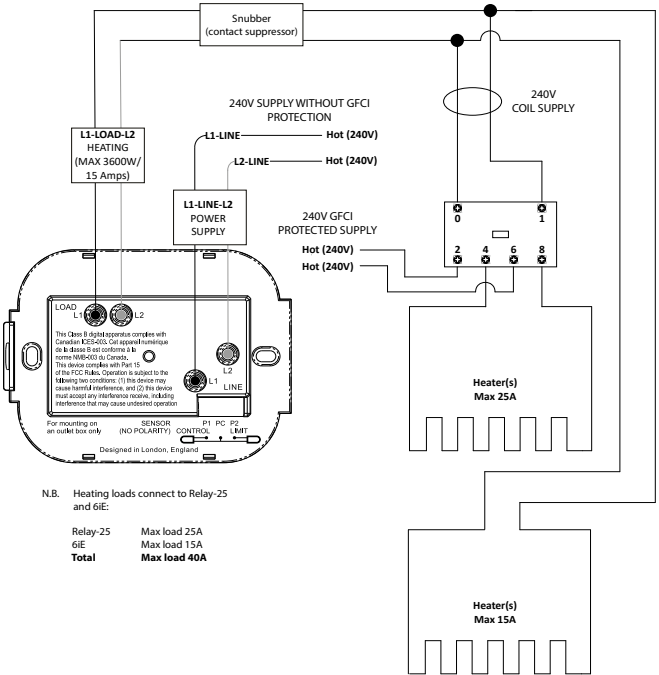 Snubber
(contact suppressor)
240V
COIL SUPPLY
240V SUPPLY WITHOUT GFCI
PROTECTION
L1-LINE
Hot (240V)
L2-LINE
Hot (240V)
L1-LOAD-L2
HEATING
(MAX 3600W/
15 Amps)
L1-LINE-L2
POWER
SUPPLY
240V GFCI
PROTECTED SUPPLY
Hot (240V)
Hot (240V)
0
1
2
4
6
8
LOAD
L1
L2
This Class B digital apparatus complies with
Canadian ICES-003. Cet appareil numérique
de la classe B est conforme à la
norme NMB-003 du Canada.
This device complies with Part 15
of the FCC Rules. Operation is subject to the
following two conditions: (1) this device may
cause harmful interference, and (2) this device
must accept any interference receive, including
interference that may cause undesired operation
L2
L1
LINE
For mounting on
an outlet box only
SENSOR
(NO POLARITY)
P1 PC P2
CONTROL
LIMIT
Designed in London, England
Heater(s)
Max 25A
N.B. Heating loads connect to Relay-25
and 6iE:
Relay-25 Max load 25A
6iE Max load 15A
Total Max load 40A
Heater(s)
Max 15A